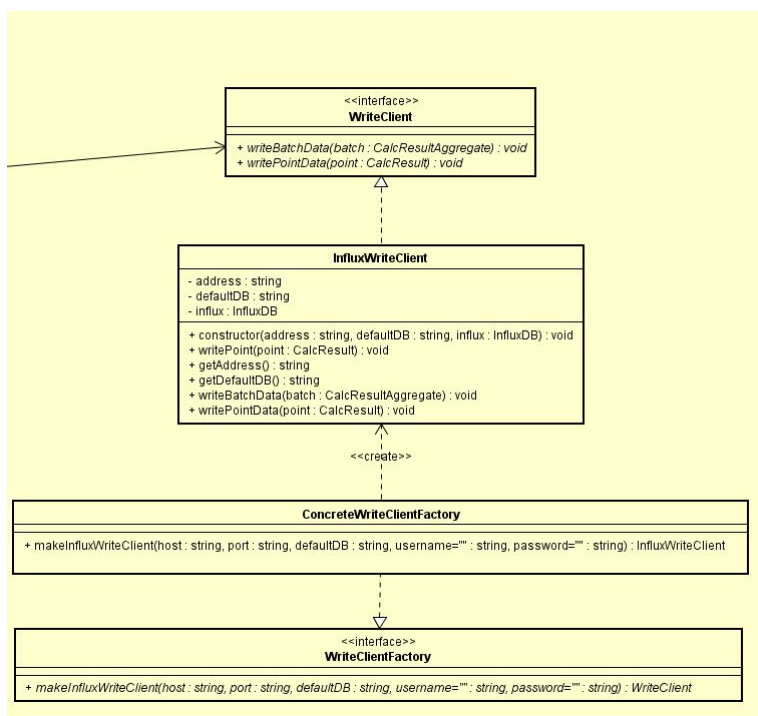 <<interface>>
WriteClient
+ writeBatchData(batch : CalcResultAggregate) : void
+ writePointData(point : CalcResult) : void
InfluxWriteClient
- address : string
- defaultDB : string
- influx : InfluxDB
+ constructor(address : string, defaultDB : string, influx : InfluxDB) : void
+ writePoint(point : CalcResult) : void
+ getAddress() : string
+ getDefaultDB() : string
+ writeBatchData(batch : CalcResultAggregate) : void
+ writePointData(point : CalcResult) : void
<<create>>
ConcreteWriteClientFactory
+ makeInfluxWriteClient(host : string, port : string, defaultDB : string, username="" : string, password="" : string) : InfluxWriteClient
<<interface>>
WriteClientFactory
+ makeInfluxWriteClient(host : string, port : string, defaultDB : string, username="" : string, password="" : string) : WriteClient